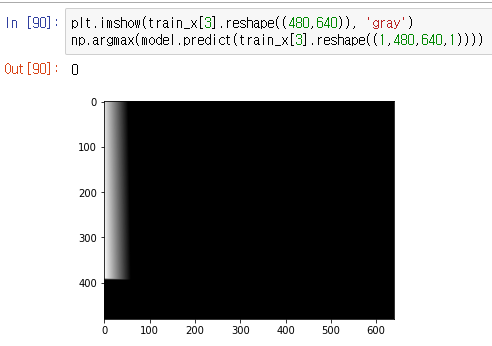 In [90]: plt.imshow(train_x[3].reshape((480,640)), 'gray')
np.argmax(model.predict(train_x[3].reshape((1,480,640,1))))
Out[90]: 0
0
100
200
300
400
0 100 200 300 400 500 600